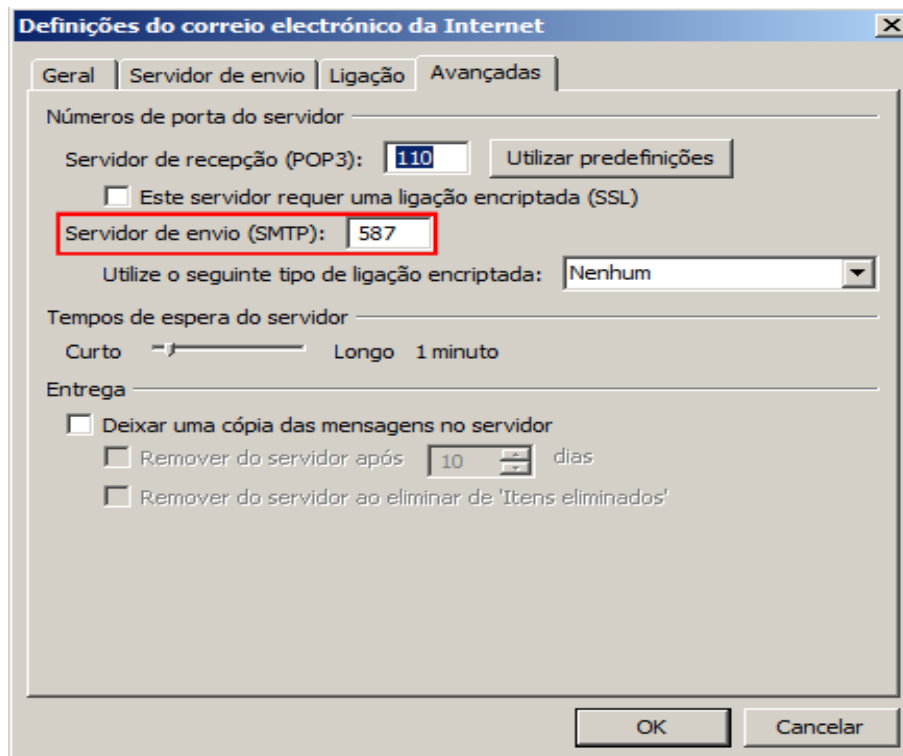 Definições do correio electrónico da Internet
Geral Servidor de envio Ligação Avançadas
Números de porta do servidor
Servidor de recepção (POP3): 110 Utilizar predefinições
Este servidor requer uma ligação encriptada (SSL)
Servidor de envio (SMTP): 587
Utilize o seguinte tipo de ligação encriptada: Nenhum
Tempos de espera do servidor
Curto Longo 1 minuto
Entrega
Deixar uma cópia das mensagens no servidor
Remover do servidor após 10 dias
Remover do servidor ao eliminar de 'Itens eliminados'
OK Cancelar